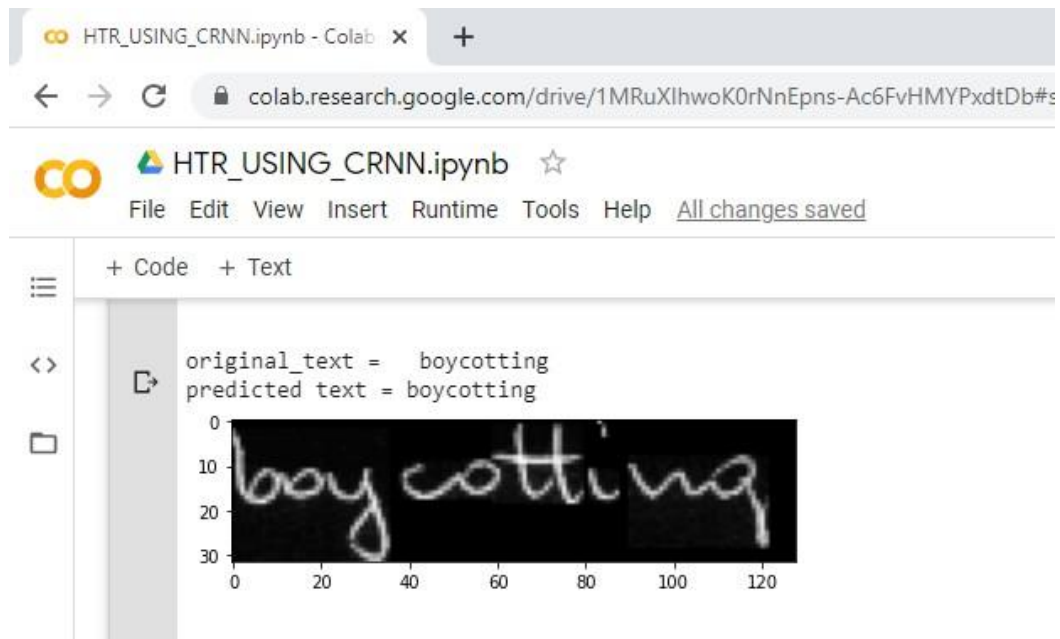 HTR_USING_CRNN.ipynb - Colab
colab.research.google.com/drive/1MRuXIhwoK0rNnEpns-Ac6FvHMYPxdtDb#s
HTR_USING_CRNN.ipynb
File Edit View Insert Runtime Tools Help All changes saved
+ Code + Text
original_text = boycotting
predicted text = boycotting
boycotting
0
10
20
30
0 20 40 60 80 100 120